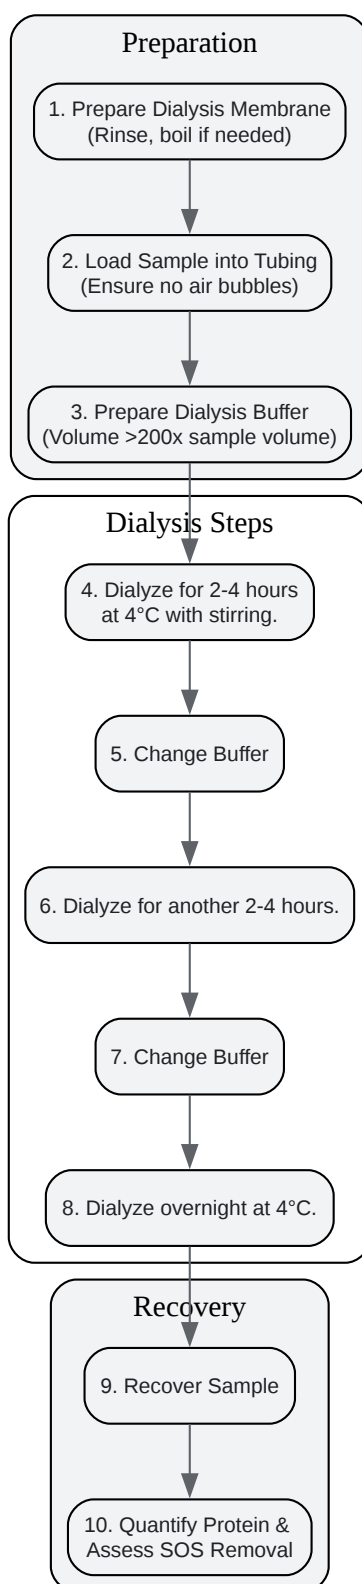 Preparation
1. Prepare Dialysis Membrane
(Rinse, boil if needed)
2. Load Sample into Tubing
(Ensure no air bubbles)
3. Prepare Dialysis Buffer
(Volume >200x sample volume)
Dialysis Steps
4. Dialyze for 2-4 hours
at 4°C with stirring.
5. Change Buffer
6. Dialyze for another 2-4 hours.
7. Change Buffer
8. Dialyze overnight at 4°C.
Recovery
9. Recover Sample
10. Quantify Protein &
Assess SOS Removal